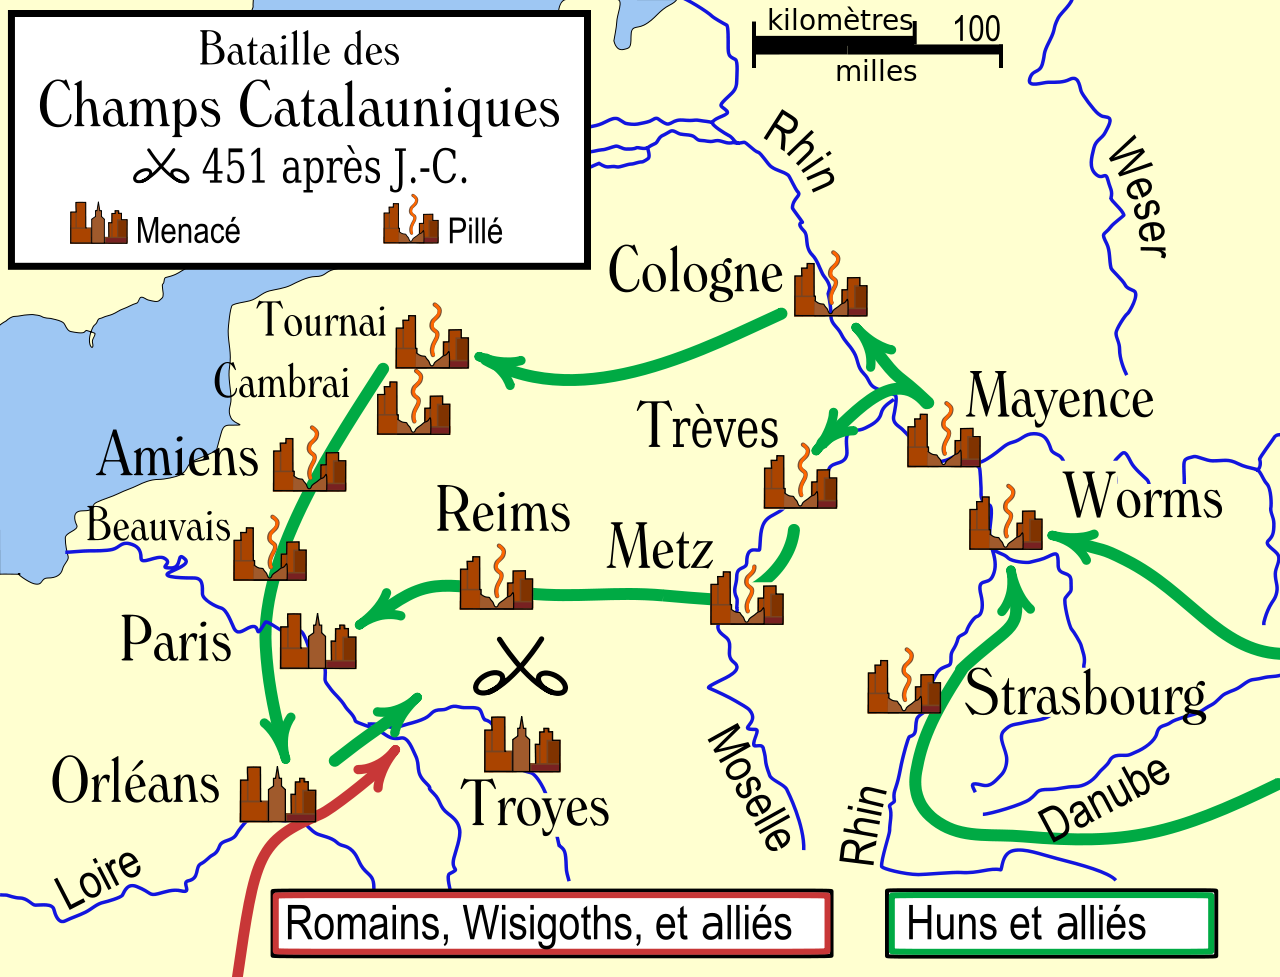 Bataille des
Champs Catalauniques
451 après J.-C.
Menacé
Pillé
kilomètres
100
milles
Rhin
Weser
Cologne
Tournai
Cambrai
Mayence
Trèves
Amiens
Worms
Reims
Beauvais
Metz
Paris
Strasbourg
Orléans
Troyes
Moselle
Rhin
Danube
Loire
Romains, Wisigoths, et alliés
Huns et alliés